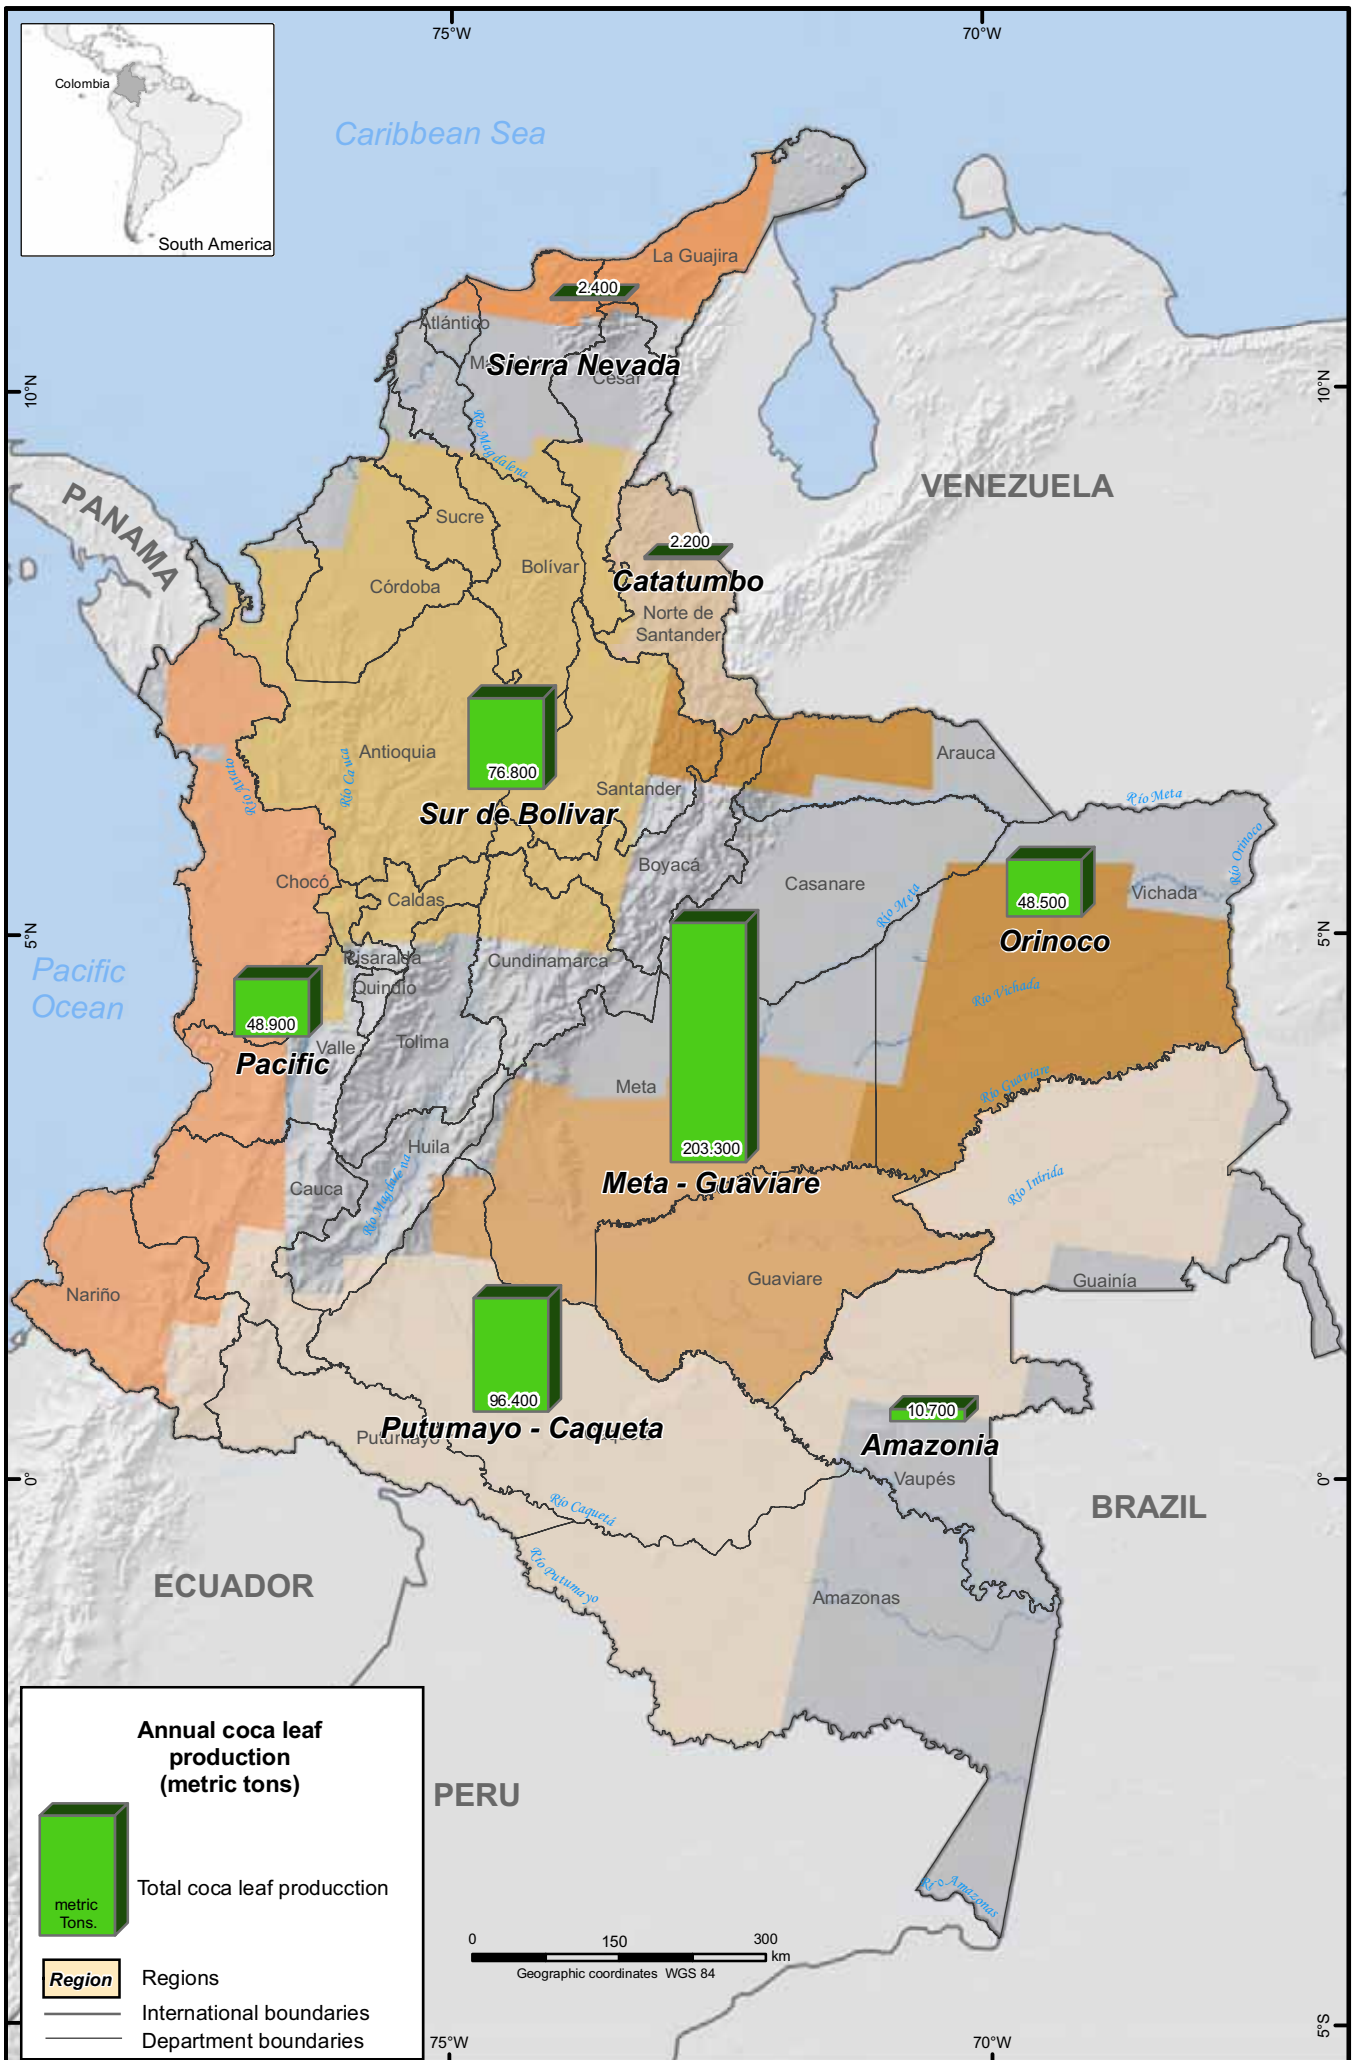 75°W
70°W
Colombia
South America
Caribbean Sea
La Guajira
2.400
Atlántico
Sierra Nevada
Cesar
10°N
10°N
Río Magdalena
VENEZUELA
PANAMA
Sucre
2.200
Bolívar
Catatumbo
Córdoba
Norte de
Santander
Antioquia
Río Cauca
Río Atrato
76.800
Arauca
Santander
Sur de Bolivar
Río Meta
Río Orinoco
Boyacá
Chocó
Casanare
Vichada
Caldas
48.500
Río Meta
5°N
5°N
Orinoco
Risaralda
Cundinamarca
Pacific
Ocean
Quindío
Río Vichada
48.900
Valle
Tolima
Pacific
Meta
Río Guaviare
Huila
203.300
Meta - Guaviare
Cauca
Río Magdalena
Río Inírida
Guaviare
Guainía
Nariño
96.400
10.700
Putumayo - Caqueta
Putumayo
Amazonia
Vaupés
0°
0°
Río Caquetá
BRAZIL
Río Putumayo
ECUADOR
Amazonas
Annual coca leaf
production
(metric tons)
PERU
Total coca leaf producction
metric
Tons.
Río Amazonas
0 150 300
km
Geographic coordinates WGS 84
Region
Regions
International boundaries
Department boundaries
5°S
75°W
70°W